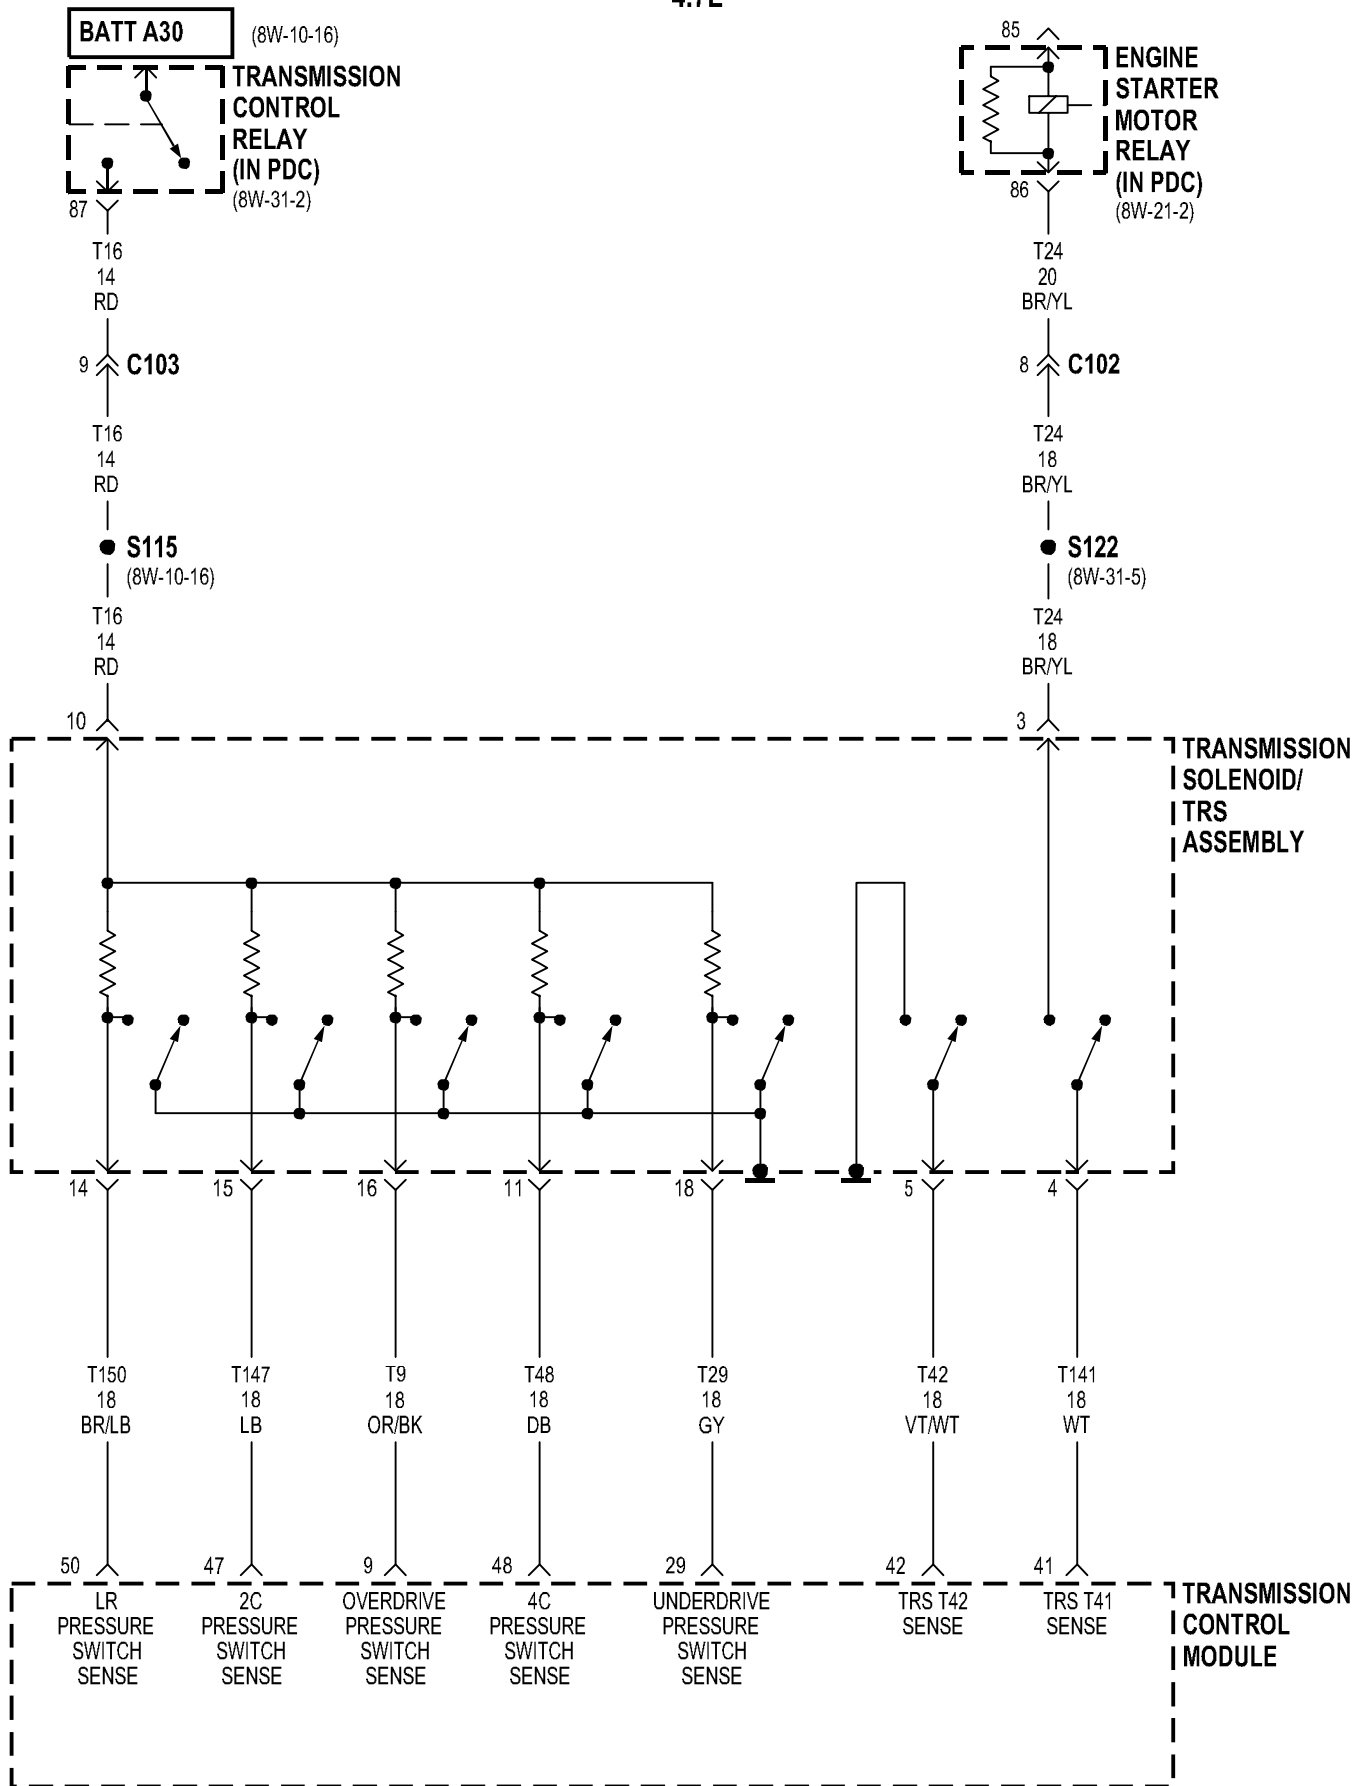 BATT A30
(8W-10-16)
TRANSMISSION
CONTROL
RELAY
(IN PDC)
(8W-31-2)
87
T16
14
RD
9
C103
T16
14
RD
S115
(8W-10-16)
T16
14
RD
10
85
ENGINE
STARTER
MOTOR
RELAY
(IN PDC)
(8W-21-2)
86
T24
20
BR/YL
8
C102
T24
18
BR/YL
S122
(8W-31-5)
T24
18
BR/YL
3
TRANSMISSION
SOLENOID/
TRS
ASSEMBLY
14
15
16
11
18
5
4
T150
18
BR/LB
T147
18
LB
T9
18
OR/BK
T48
18
DB
T29
18
GY
T42
18
VT/WT
T141
18
WT
50
47
9
48
29
42
41
LR
PRESSURE
SWITCH
SENSE
2C
PRESSURE
SWITCH
SENSE
OVERDRIVE
PRESSURE
SWITCH
SENSE
4C
PRESSURE
SWITCH
SENSE
UNDERDRIVE
PRESSURE
SWITCH
SENSE
TRS T42
SENSE
TRS T41
SENSE
TRANSMISSION
CONTROL
MODULE